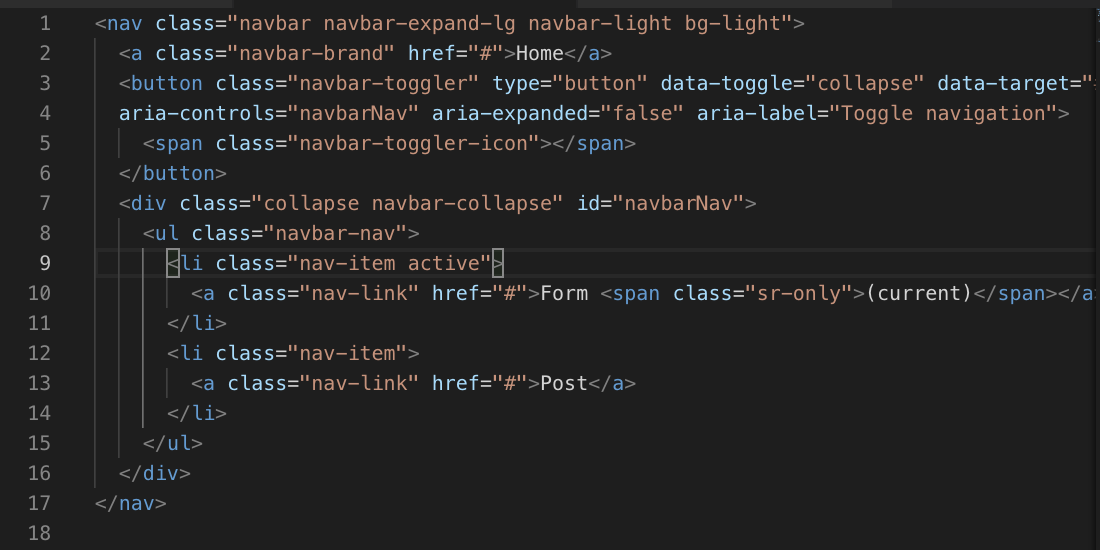 1 <nav class="navbar navbar-expand-lg navbar-light bg-light">
2 <a class="navbar-brand" href="#">Home</a>
3 <button class="navbar-toggler" type="button" data-toggle="collapse" data-target="
4 aria-controls="navbarNav" aria-expanded="false" aria-label="Toggle navigation">
5 <span class="navbar-toggler-icon"></span>
6 </button>
7 <div class="collapse navbar-collapse" id="navbarNav">
8 <ul class="navbar-nav">
9 <li class="nav-item active">
10 <a class="nav-link" href="#">Form <span class="sr-only">(current)</span></a
11 </li>
12 <li class="nav-item">
13 <a class="nav-link" href="#">Post</a>
14 </li>
15 </ul>
16 </div>
17 </nav>
18